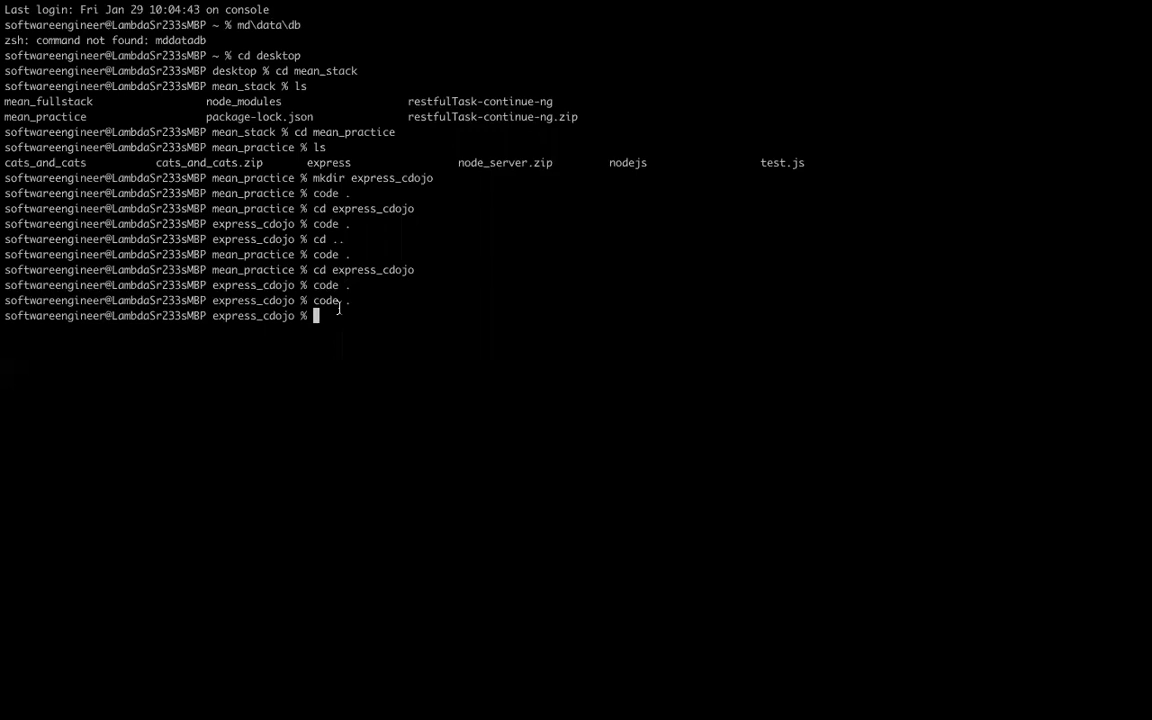 Last login: Fri Jan 29 10:04:43 on console
softwareengineer@LambdaSr233sMBP ~ % md\data\db
zsh: command not found: mddatadb
softwareengineer@LambdaSr233sMBP ~ % cd desktop
softwareengineer@LambdaSr233sMBP desktop % cd mean_stack
softwareengineer@LambdaSr233sMBP mean_stack % ls
mean_fullstack node_modules restfulTask-continue-ng
mean_practice package-lock.json restfulTask-continue-ng.zip
softwareengineer@LambdaSr233sMBP mean_stack % cd mean_practice
softwareengineer@LambdaSr233sMBP mean_practice % ls
cats_and_cats cats_and_cats.zip express node_server.zip nodejs test.js
softwareengineer@LambdaSr233sMBP mean_practice % mkdir express_cdojo
softwareengineer@LambdaSr233sMBP mean_practice % code .
softwareengineer@LambdaSr233sMBP mean_practice % cd express_cdojo
softwareengineer@LambdaSr233sMBP express_cdojo % code .
softwareengineer@LambdaSr233sMBP express_cdojo % cd ..
softwareengineer@LambdaSr233sMBP mean_practice % code .
softwareengineer@LambdaSr233sMBP mean_practice % cd express_cdojo
softwareengineer@LambdaSr233sMBP express_cdojo % code .
softwareengineer@LambdaSr233sMBP express_cdojo % code .
softwareengineer@LambdaSr233sMBP express_cdojo %